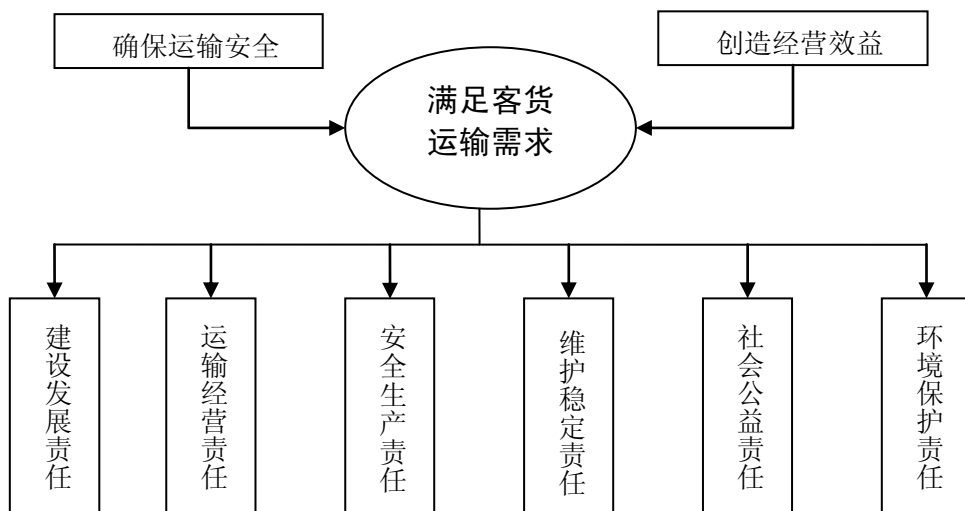 确保运输安全
创造经营效益
满足客货
运输需求
建设发展责任
运输经营责任
安全生产责任
维护稳定责任
社会公益责任
环境保护责任